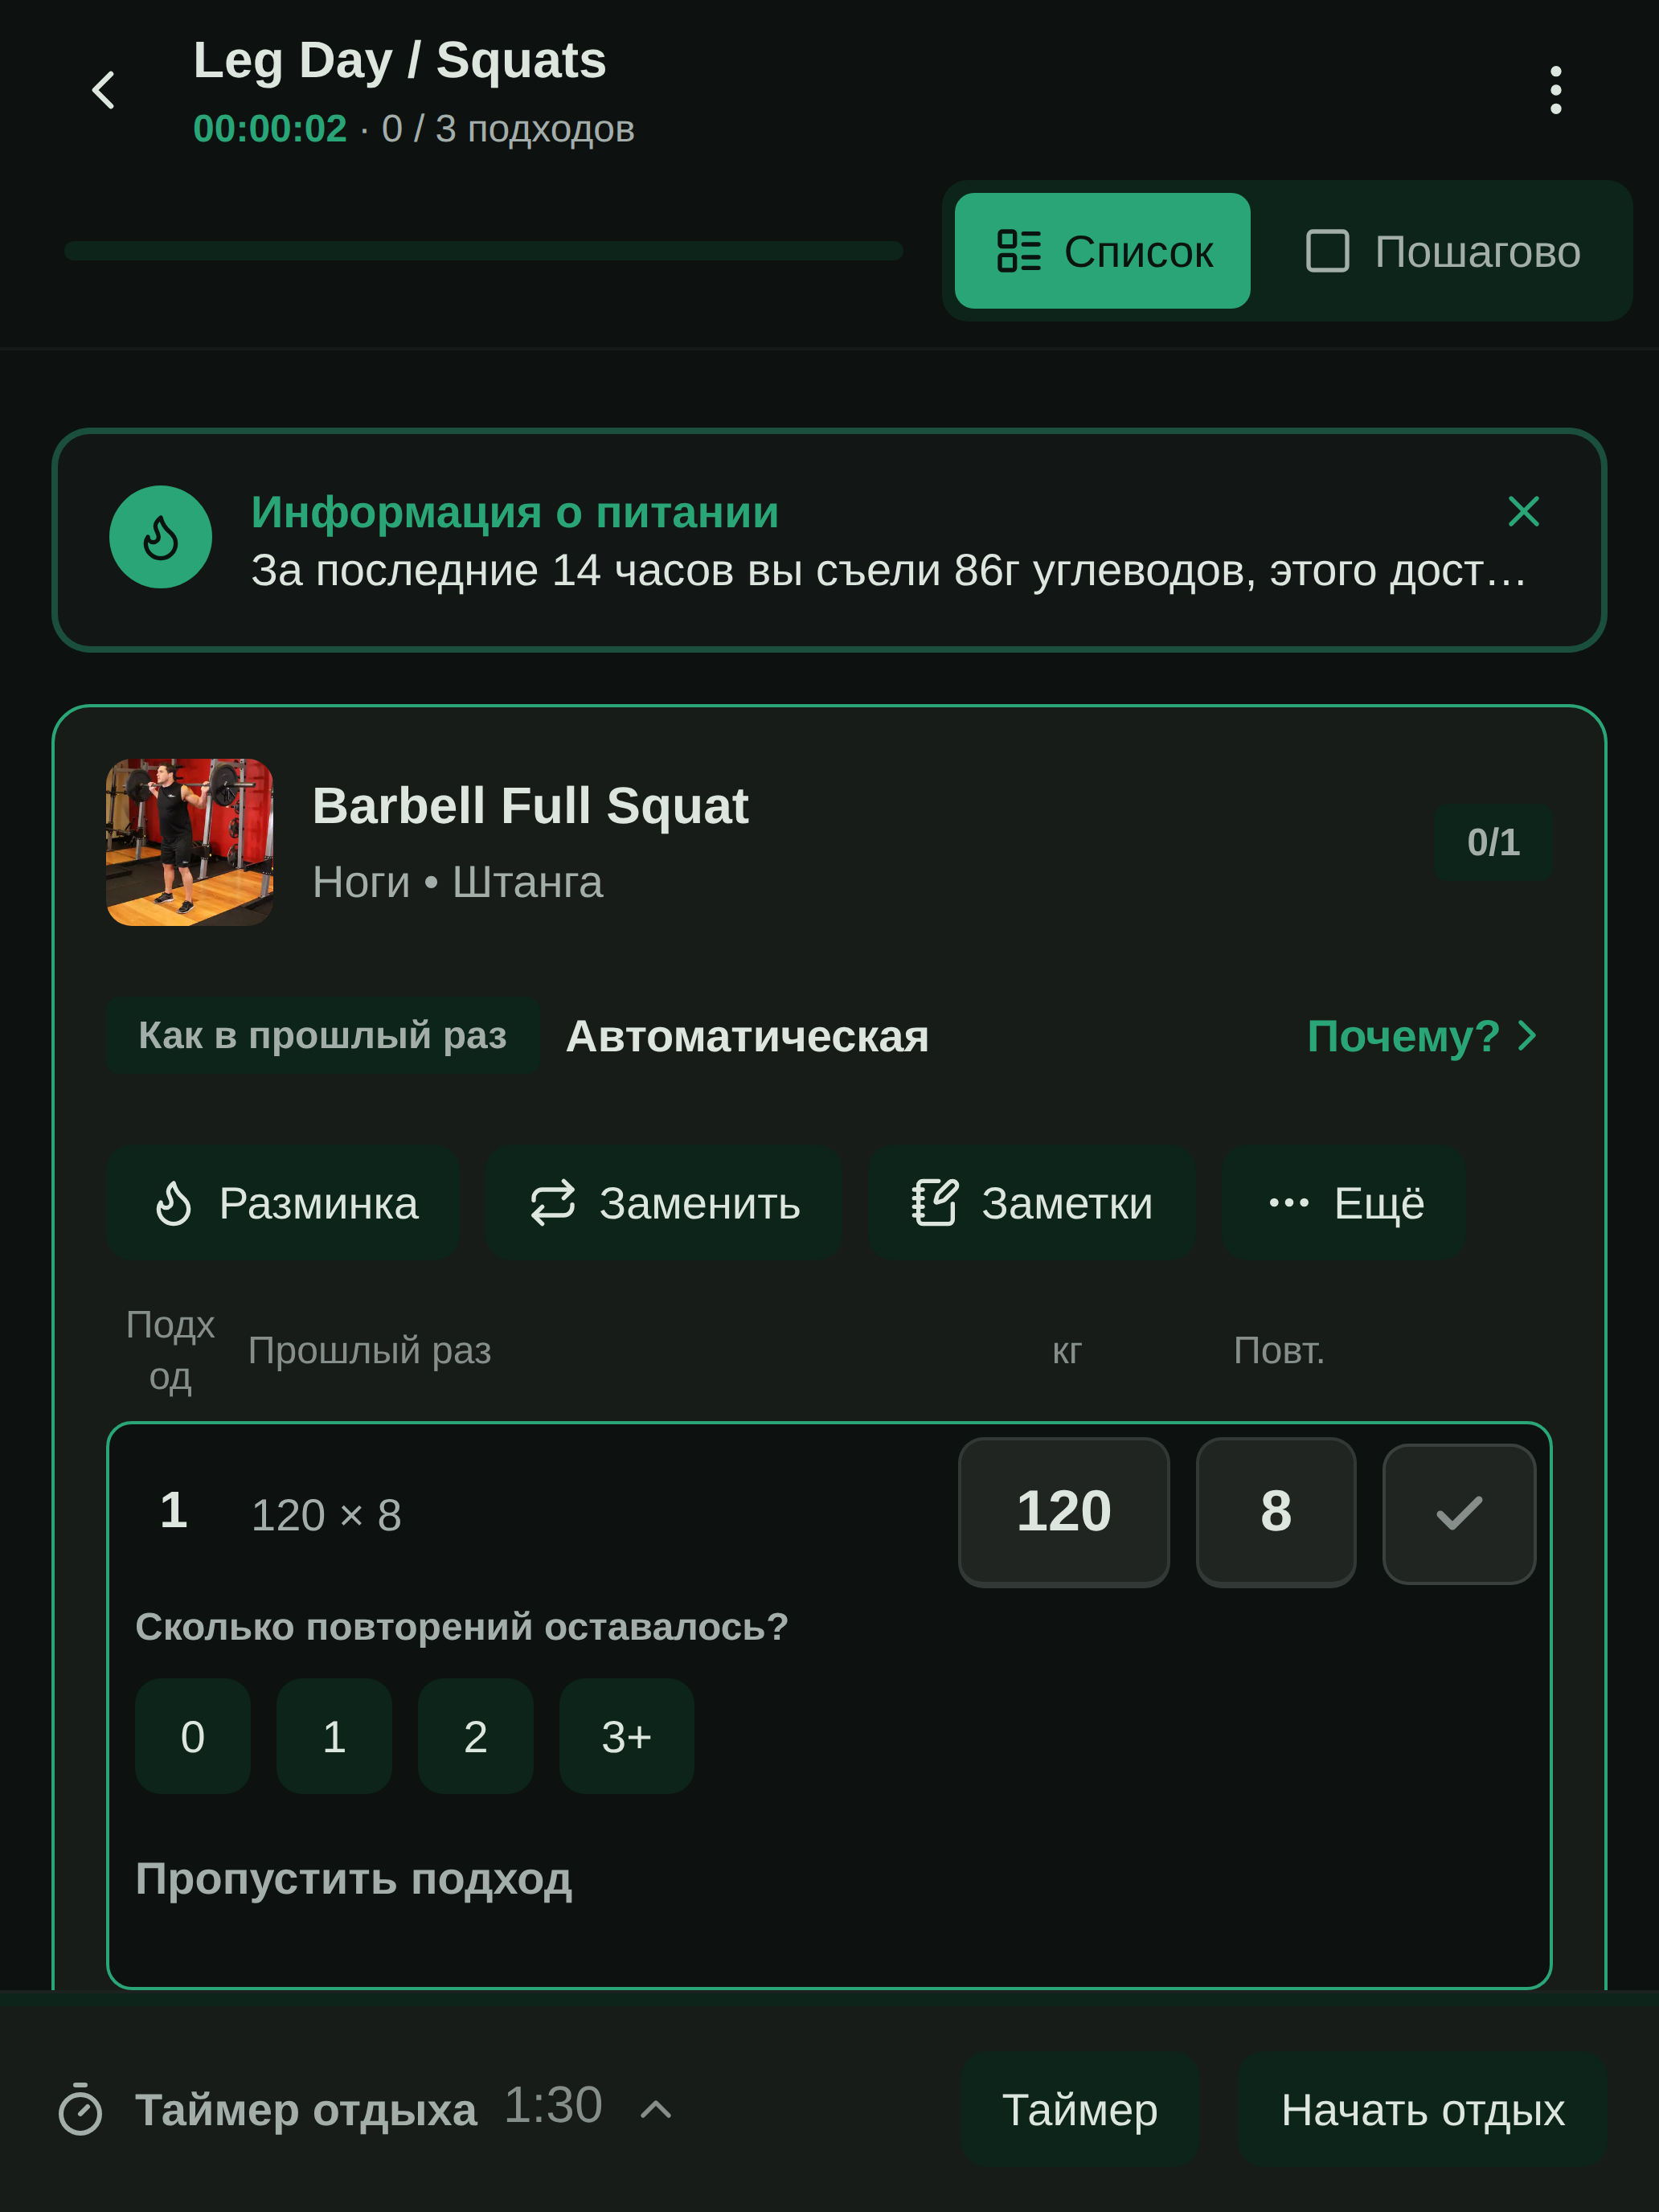 Leg Day / Squats
00:00:02 · 0 / 3 подходов
Список
Пошагово
Информация о питании
За последние 14 часов вы съели 86г углеводов, этого дост…
Barbell Full Squat
Ноги • Штанга
0/1
Как в прошлый раз
Автоматическая
Почему?
Разминка
Заменить
Заметки
Ещё
Подх
од
Прошлый раз
кг
Повт.
1
120 × 8
120
8
Сколько повторений оставалось?
0
1
2
3+
Пропустить подход
Таймер отдыха 1:30
Таймер
Начать отдых